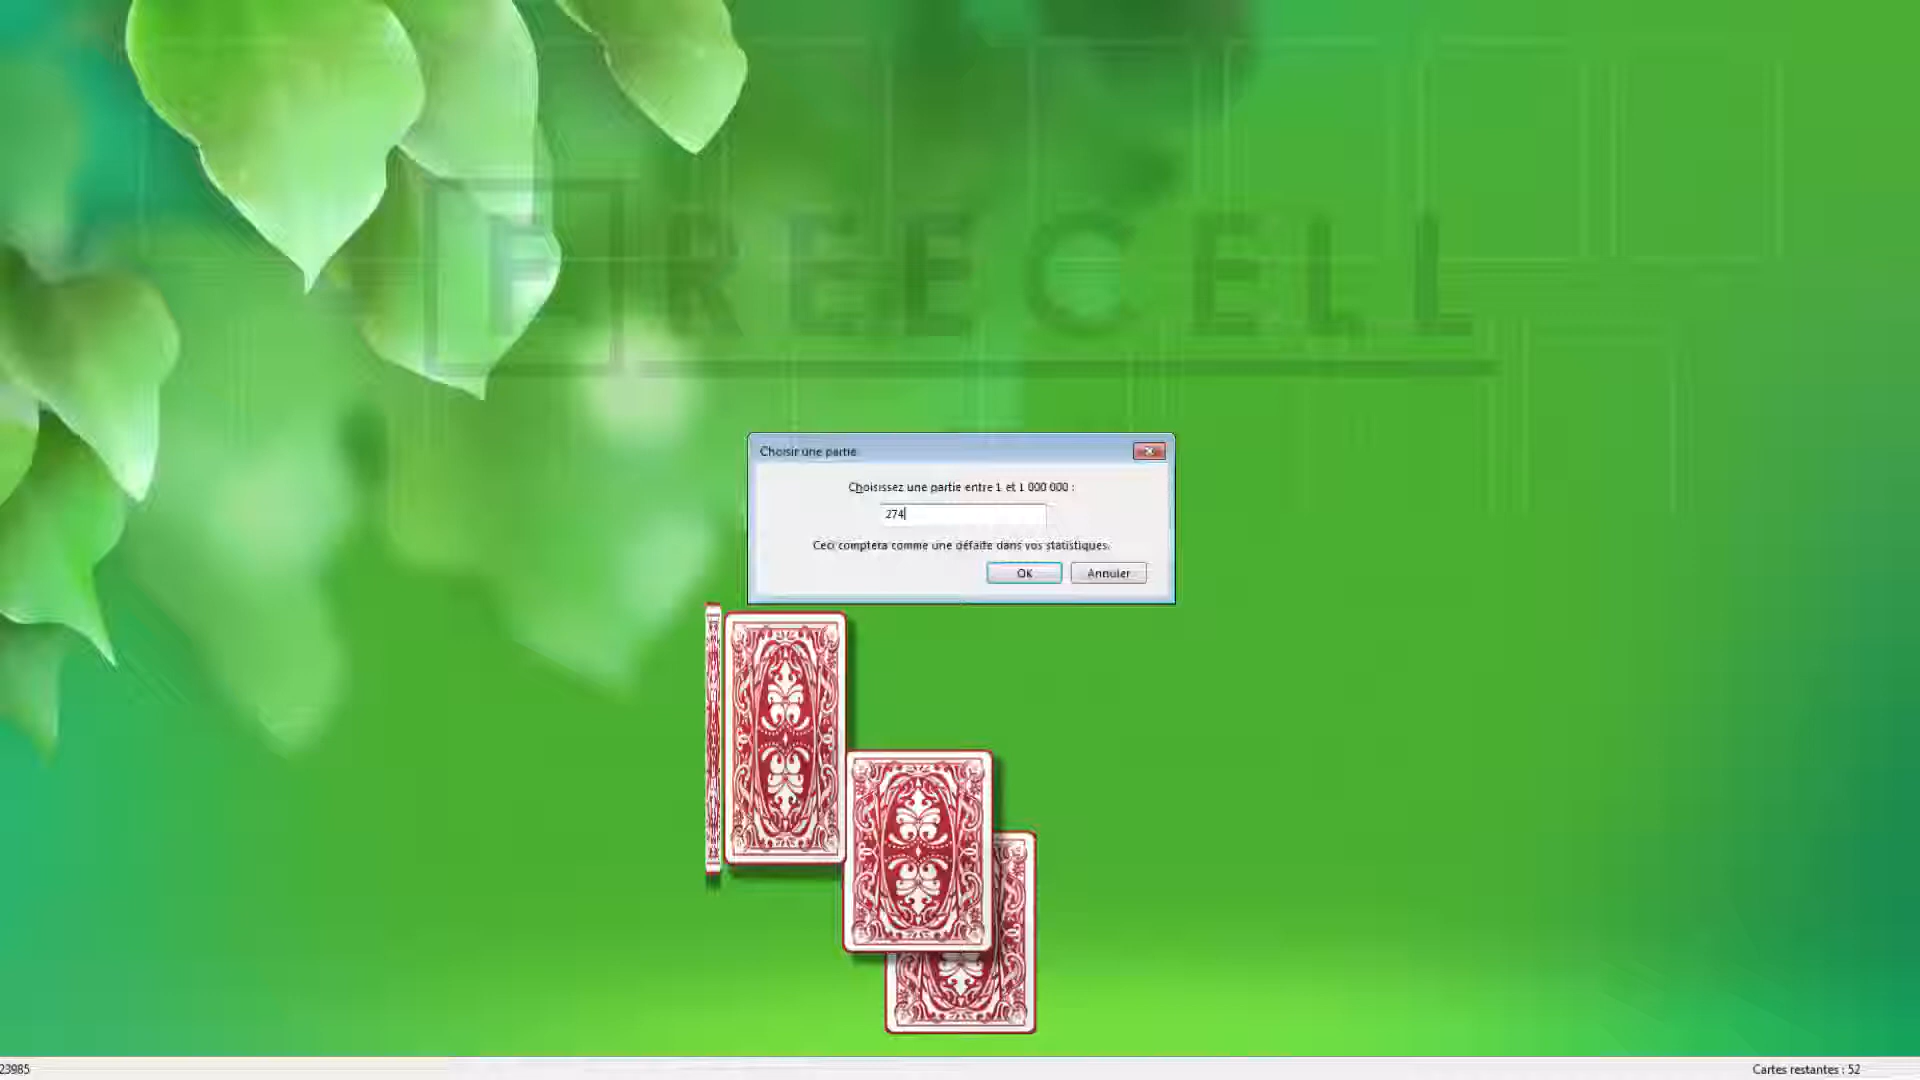 FREECELL
Choisir une partie
Choisissez une partie entre 1 et 1 000 000 :
274
Ceci comptera comme une défaite dans vos statistiques.
OK
Annuler
23985
Cartes restantes : 52